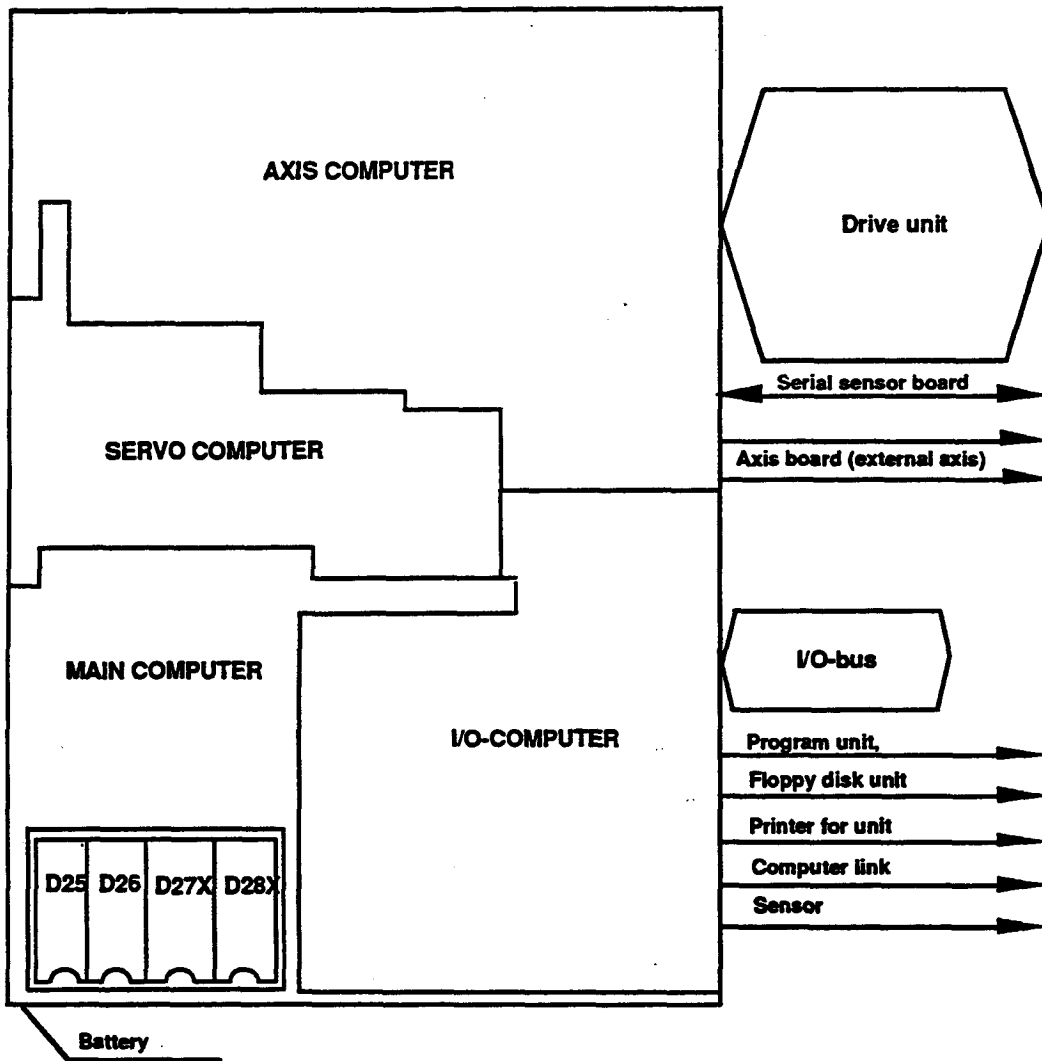 AXIS COMPUTER
Drive unit
Serial sensor board
SERVO COMPUTER
Axis board (external axis)
MAIN COMPUTER
I/O-bus
I/O-COMPUTER
Program unit,
Floppy disk unit
Printer for unit
Computer link
Sensor
D25 D26 D27X D28X
Battery